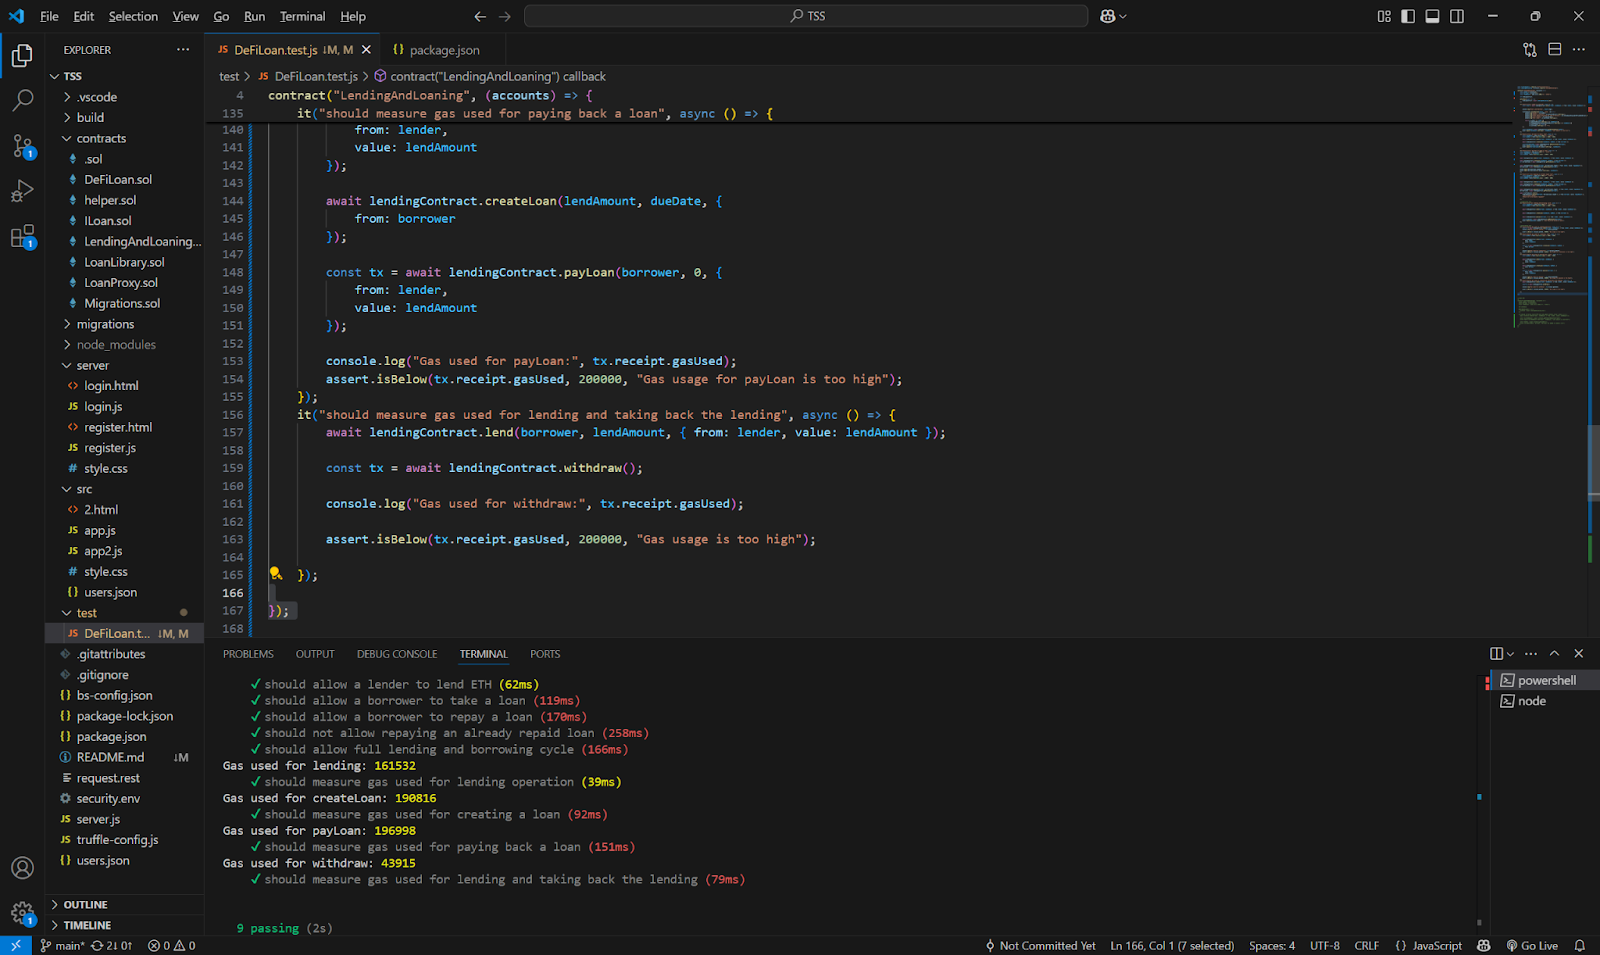 File Edit Selection View Go Run Terminal Help
TSS
EXPLORER
TSS
.vscode
build
contracts
.sol
DeFiLoan.sol
helper.sol
ILoan.sol
LendingAndLoaning...
LoanLibrary.sol
LoanProxy.sol
Migrations.sol
migrations
node_modules
server
login.html
login.js
register.html
register.js
style.css
src
2.html
app.js
app2.js
style.css
users.json
test
DeFiLoan.t... ↓M, M
.gitattributes
.gitignore
bs-config.json
package-lock.json
package.json
README.md ↓M
request.rest
security.env
server.js
truffle-config.js
users.json
OUTLINE
TIMELINE
JS DeFiLoan.test.js ↓M, M
{} package.json
test > JS DeFiLoan.test.js > contract("LendingAndLoaning") callback
4 contract("LendingAndLoaning", (accounts) => {
135 it("should measure gas used for paying back a loan", async () => {
140 from: lender,
141 value: lendAmount
142 });
143
144 await lendingContract.createLoan(lendAmount, dueDate, {
145 from: borrower
146 });
147
148 const tx = await lendingContract.payLoan(borrower, 0, {
149 from: lender,
150 value: lendAmount
151 });
152
153 console.log("Gas used for payLoan:", tx.receipt.gasUsed);
154 assert.isBelow(tx.receipt.gasUsed, 200000, "Gas usage for payLoan is too high");
155 });
156 it("should measure gas used for lending and taking back the lending", async () => {
157 await lendingContract.lend(borrower, lendAmount, { from: lender, value: lendAmount });
158
159 const tx = await lendingContract.withdraw();
160
161 console.log("Gas used for withdraw:", tx.receipt.gasUsed);
162
163 assert.isBelow(tx.receipt.gasUsed, 200000, "Gas usage is too high");
164
165 });
166
167 });
168
PROBLEMS OUTPUT DEBUG CONSOLE TERMINAL PORTS
✓ should allow a lender to lend ETH (62ms)
✓ should allow a borrower to take a loan (119ms)
✓ should allow a borrower to repay a loan (170ms)
✓ should not allow repaying an already repaid loan (258ms)
✓ should allow full lending and borrowing cycle (166ms)
Gas used for lending: 161532
✓ should measure gas used for lending operation (39ms)
Gas used for createLoan: 190816
✓ should measure gas used for creating a loan (92ms)
Gas used for payLoan: 196998
✓ should measure gas used for paying back a loan (151ms)
Gas used for withdraw: 43915
✓ should measure gas used for lending and taking back the lending (79ms)
9 passing (2s)
powershell
node
main* 2↓ 0↑ 0 0
Not Committed Yet Ln 166, Col 1 (7 selected) Spaces: 4 UTF-8 CRLF {} JavaScript Go Live